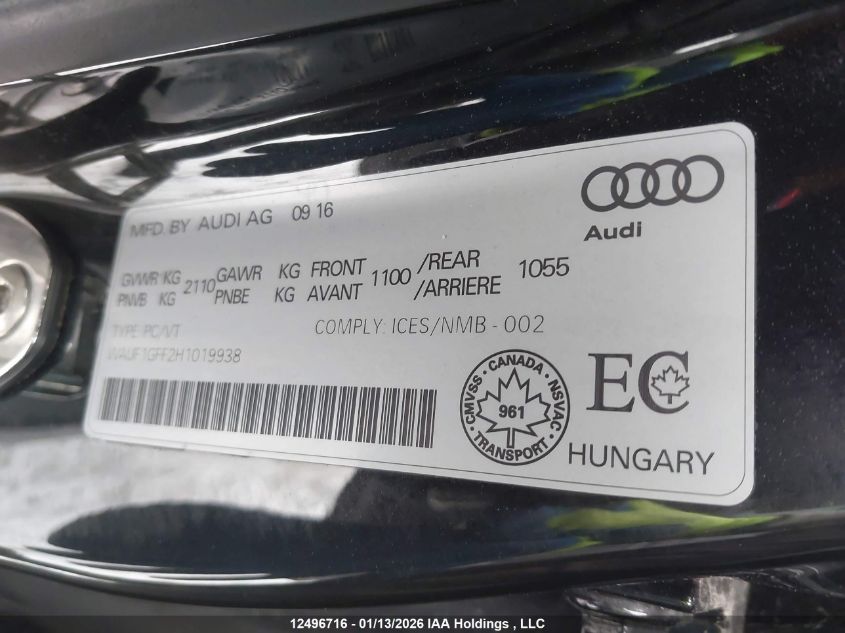 MFD. BY AUDI AG 09 16
Audi
GVWR KG 2110 GAWR KG FRONT 1100 /REAR 1055
PNVB KG PNBE KG AVANT /ARRIERE
TYPE: PC/VT COMPLY: ICES/NMB - 002
WAUF1GFF2H1019938
CMVSS · CANADA · NSVAC · TRANSPORT ·
961
EC
HUNGARY
12496716 - 01/13/2026 IAA Holdings , LLC